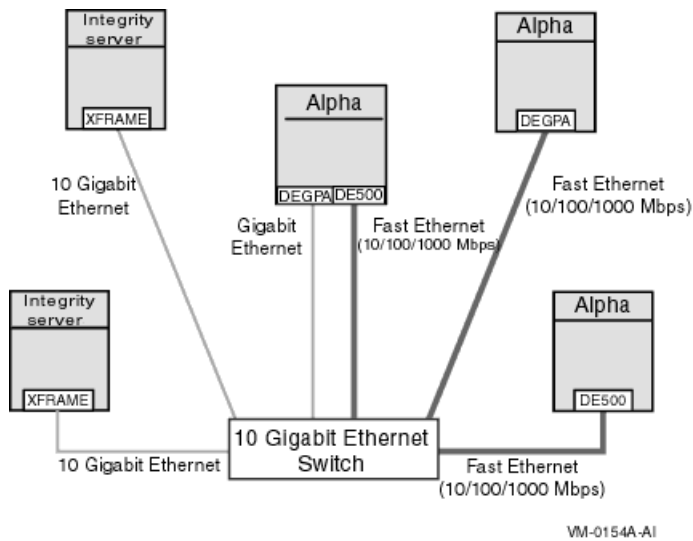 Integrity
server
XFRAME
Alpha
DEGPA
Alpha
DEGPA DE500
10 Gigabit
Ethernet
Fast Ethernet
(10/100/1000 Mbps)
Gigabit
Ethernet
Fast Ethernet
(10/100/1000 Mbps)
Integrity
server
XFRAME
Alpha
DE500
10 Gigabit Ethernet
Switch
10 Gigabit Ethernet
Fast Ethernet
(10/100/1000 Mbps)
VM-0154A-AI